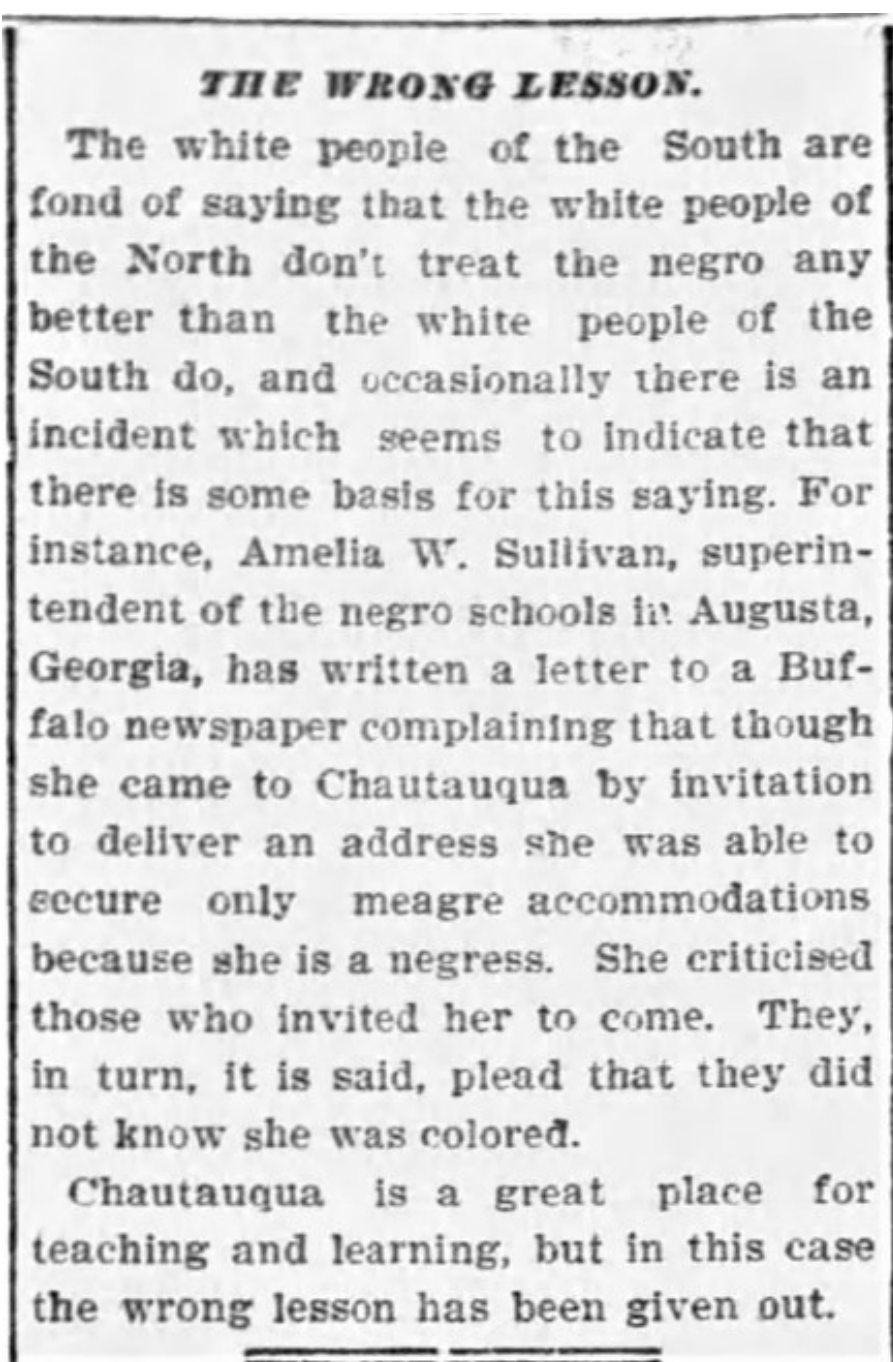 THE WRONG LESSON.
The white people of the South are
fond of saying that the white people of
the North don't treat the negro any
better than the white people of the
South do, and occasionally there is an
incident which seems to indicate that
there is some basis for this saying. For
instance, Amelia W. Sullivan, superin-
tendent of the negro schools in Augusta,
Georgia, has written a letter to a Buf-
falo newspaper complaining that though
she came to Chautauqua by invitation
to deliver an address she was able to
secure only meagre accommodations
because she is a negress. She criticised
those who invited her to come. They,
in turn, it is said, plead that they did
not know she was colored.
Chautauqua is a great place for
teaching and learning, but in this case
the wrong lesson has been given out.